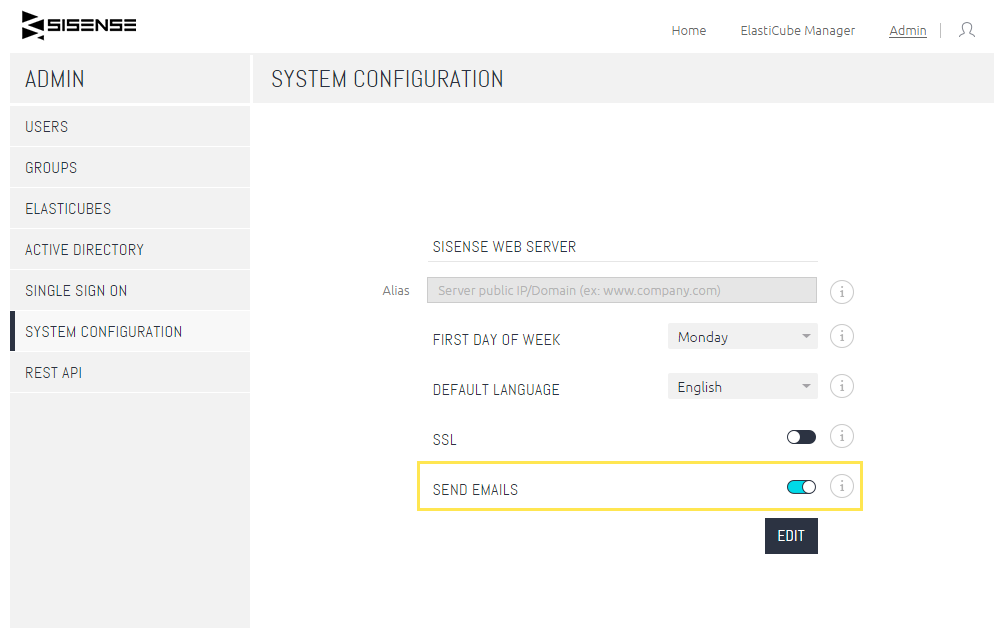 SISENSE
Home ElastiCube Manager Admin
ADMIN
SYSTEM CONFIGURATION
USERS
GROUPS
ELASTICUBES
ACTIVE DIRECTORY
SINGLE SIGN ON
SYSTEM CONFIGURATION
REST API
SISENSE WEB SERVER
Alias Server public IP/Domain (ex: www.company.com) i
FIRST DAY OF WEEK Monday i
DEFAULT LANGUAGE English i
SSL i
SEND EMAILS i
EDIT